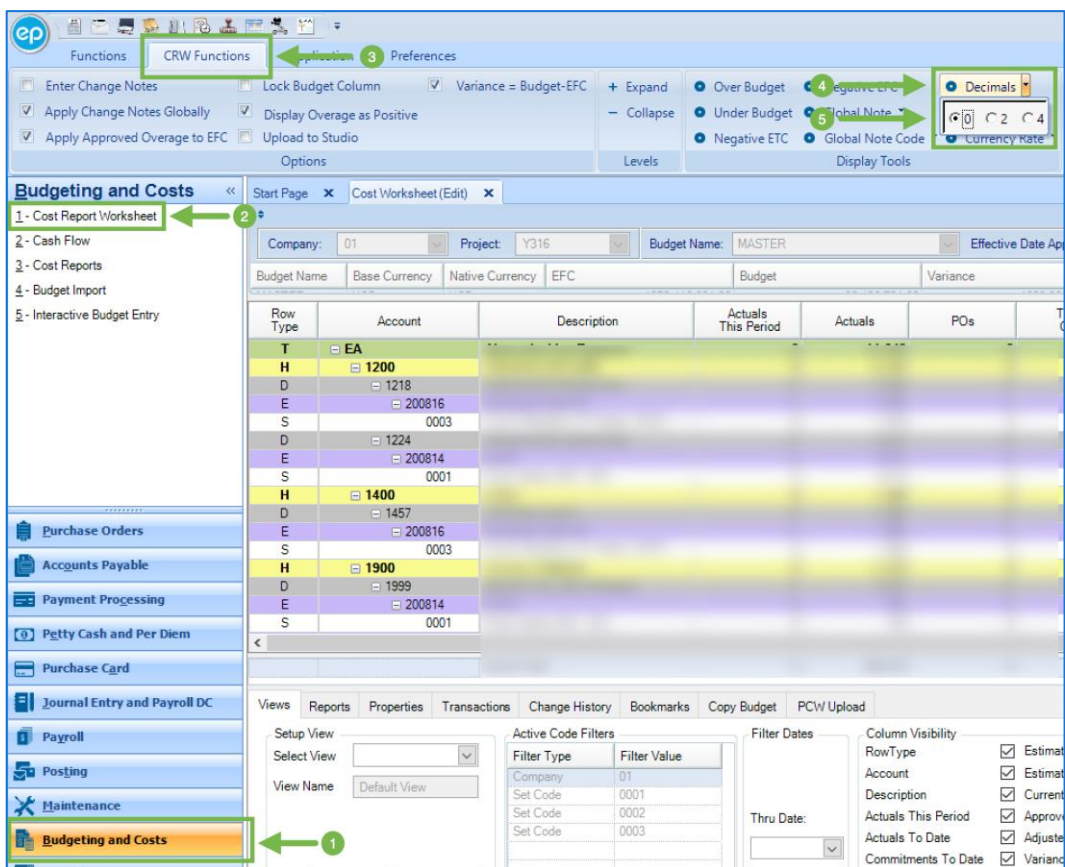 ep
Functions
CRW Functions
3
Preferences
Enter Change Notes
Lock Budget Column
Variance = Budget-EFC
+ Expand
Over Budget
4
Decimals
Apply Change Notes Globally
Display Overage as Positive
- Collapse
Under Budget
Global Note
5
0 2 4
Apply Approved Overage to EFC
Upload to Studio
Negative ETC
Global Note Code
Currency Rate
Options
Levels
Display Tools
Budgeting and Costs «
Start Page
Cost Worksheet (Edit)
1 - Cost Report Worksheet
2
2 - Cash Flow
3 - Cost Reports
4 - Budget Import
5 - Interactive Budget Entry
Company: 01 Project: Y316 Budget Name: MASTER Effective Date
Budget Name Base Currency Native Currency EFC Budget Variance
Row Type Account Description Actuals This Period Actuals POs
T EA
H 1200
D 1218
E 200816
S 0003
D 1224
E 200814
S 0001
H 1400
D 1457
E 200816
S 0003
H 1900
D 1999
E 200814
S 0001
Purchase Orders
Accounts Payable
Payment Processing
Petty Cash and Per Diem
Purchase Card
Journal Entry and Payroll DC
Payroll
Posting
Maintenance
Budgeting and Costs
1
Views Reports Properties Transactions Change History Bookmarks Copy Budget PCW Upload
Setup View
Select View
View Name Default View
Active Code Filters
Filter Type Filter Value
Company 01
Set Code 0001
Set Code 0002
Set Code 0003
Filter Dates
Thru Date:
Column Visibility
RowType
Account
Description
Actuals This Period
Actuals To Date
Commitments To Date
Estimat
Estimat
Current
Approve
Adjuste
Varianc